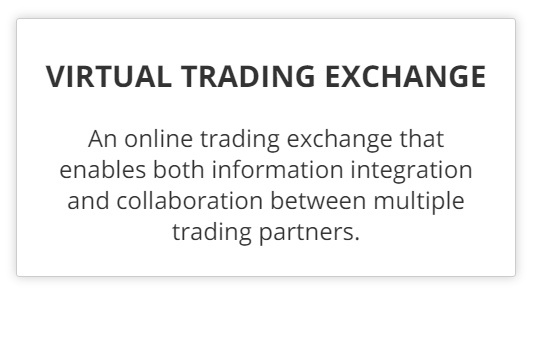 VIRTUAL TRADING EXCHANGE
An online trading exchange that
enables both information integration
and collaboration between multiple
trading partners.